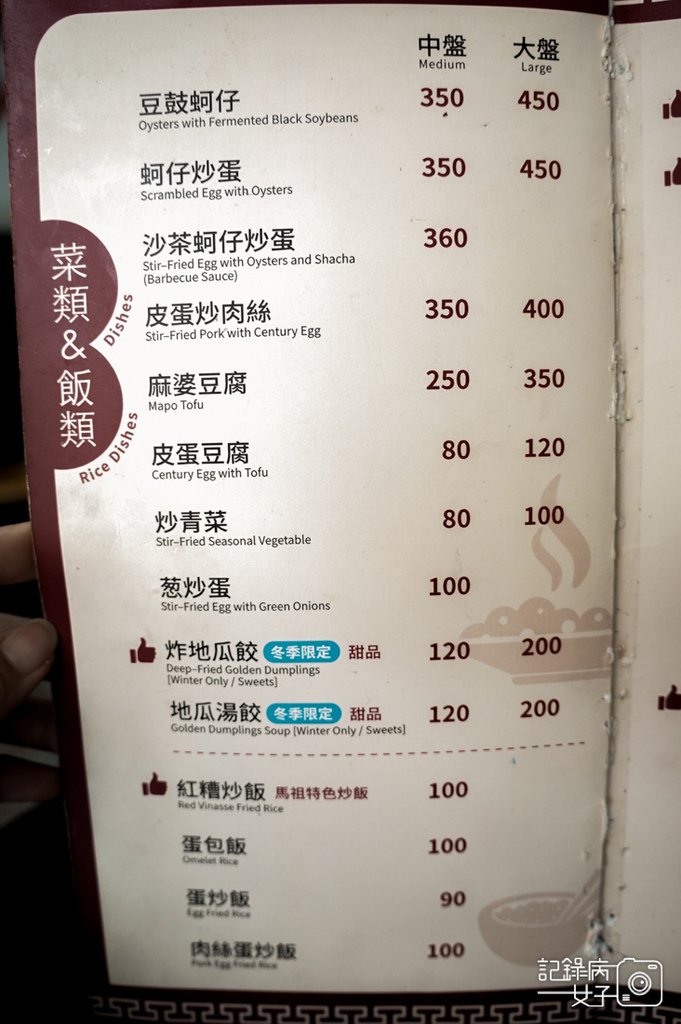 中盤 大盤
Medium Large
豆鼓蚵仔 350 450
Oysters with Fermented Black Soybeans
蚵仔炒蛋 350 450
Scrambled Egg with Oysters
沙茶蚵仔炒蛋 360
Stir-Fried Egg with Oysters and Shacha
(Barbecue Sauce)
皮蛋炒肉絲 350 400
Stir-Fried Pork with Century Egg
麻婆豆腐 250 350
Mapo Tofu
皮蛋豆腐 80 120
Century Egg with Tofu
炒青菜 80 100
Stir-Fried Seasonal Vegetable
葱炒蛋 100
Stir-Fried Egg with Green Onions
炸地瓜餃 冬季限定 甜品 120 200
Deep-Fried Golden Dumplings
[Winter Only / Sweets]
地瓜湯餃 冬季限定 甜品 120 200
Golden Dumplings Soup [Winter Only / Sweets]
紅糟炒飯 馬祖特色炒飯 100
Red Vinasse Fried Rice
蛋包飯 100
Omelet Rice
蛋炒飯 90
Egg Fried Rice
肉絲蛋炒飯 100
Pork Egg Fried Rice
菜類&飯類
Dishes
Rice Dishes
記錄病
女子